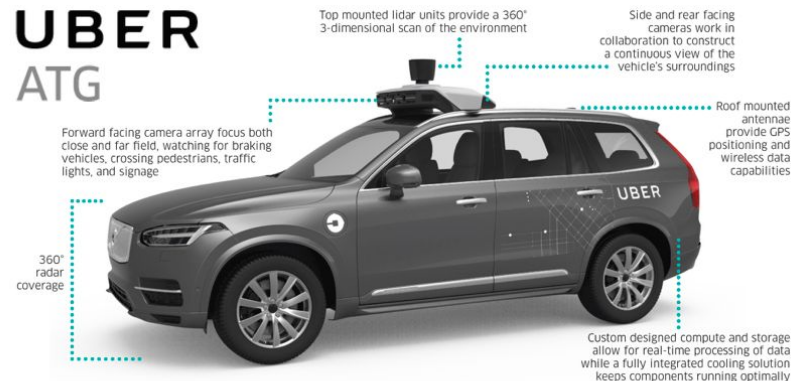 UBER
ATG
Top mounted lidar units provide a 360°
3-dimensional scan of the environment
Side and rear facing
cameras work in
collaboration to construct
a continuous view of the
vehicle's surroundings
Forward facing camera array focus both
close and far field, watching for braking
vehicles, crossing pedestrians, traffic
lights, and signage
Roof mounted
antennae
provide GPS
positioning and
wireless data
capabilities
UBER
360°
radar
coverage
Custom designed compute and storage
allow for real-time processing of data
while a fully integrated cooling solution
keeps components running optimally